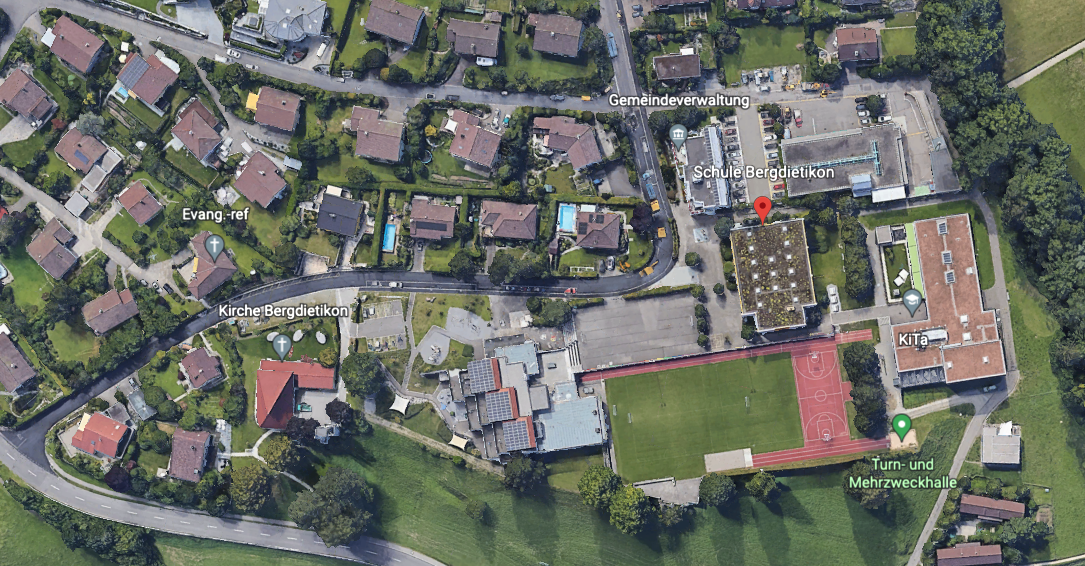 Gemeindeverwaltung
Schule Bergdietikon
Evang.-ref
Kirche Bergdietikon
KiTa
Turn- und
Mehrzweckhalle